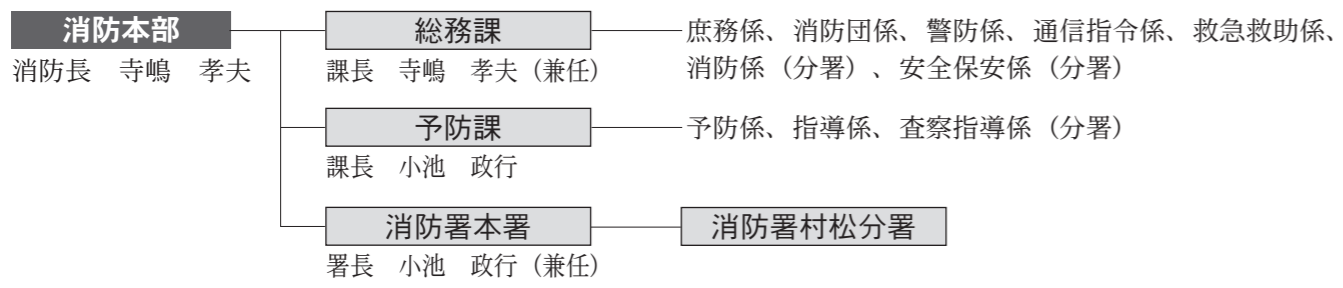 消防本部
消防長　寺嶋　孝夫
総務課
課長　寺嶋　孝夫（兼任）
庶務係、消防団係、警防係、通信指令係、救急救助係、
消防係（分署）、安全保安係（分署）
予防課
課長　小池　政行
予防係、指導係、査察指導係（分署）
消防署本署
署長　小池　政行（兼任）
消防署村松分署